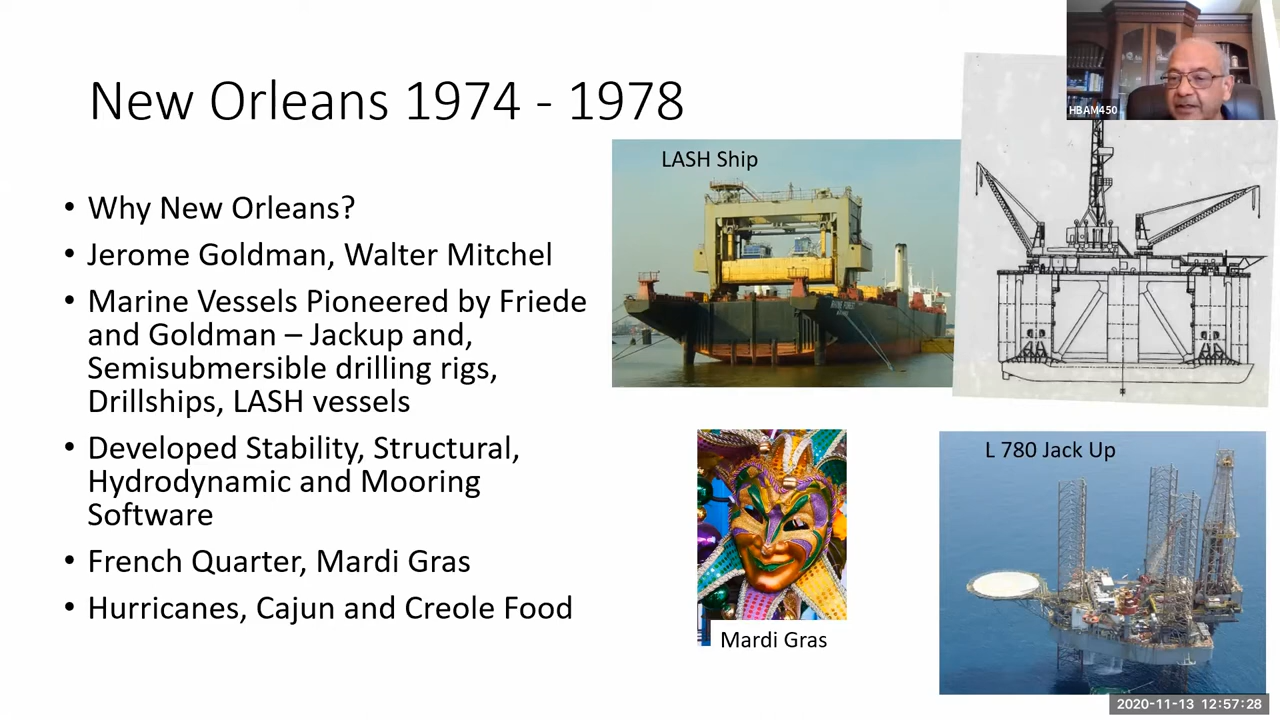 New Orleans 1974 - 1978
HBAM450
LASH Ship
• Why New Orleans?
• Jerome Goldman, Walter Mitchel
• Marine Vessels Pioneered by Friede
and Goldman – Jackup and,
Semisubmersible drilling rigs,
Drillships, LASH vessels
• Developed Stability, Structural,
Hydrodynamic and Mooring
Software
• French Quarter, Mardi Gras
• Hurricanes, Cajun and Creole Food
L 780 Jack Up
Mardi Gras
2020-11-13 12:57:28